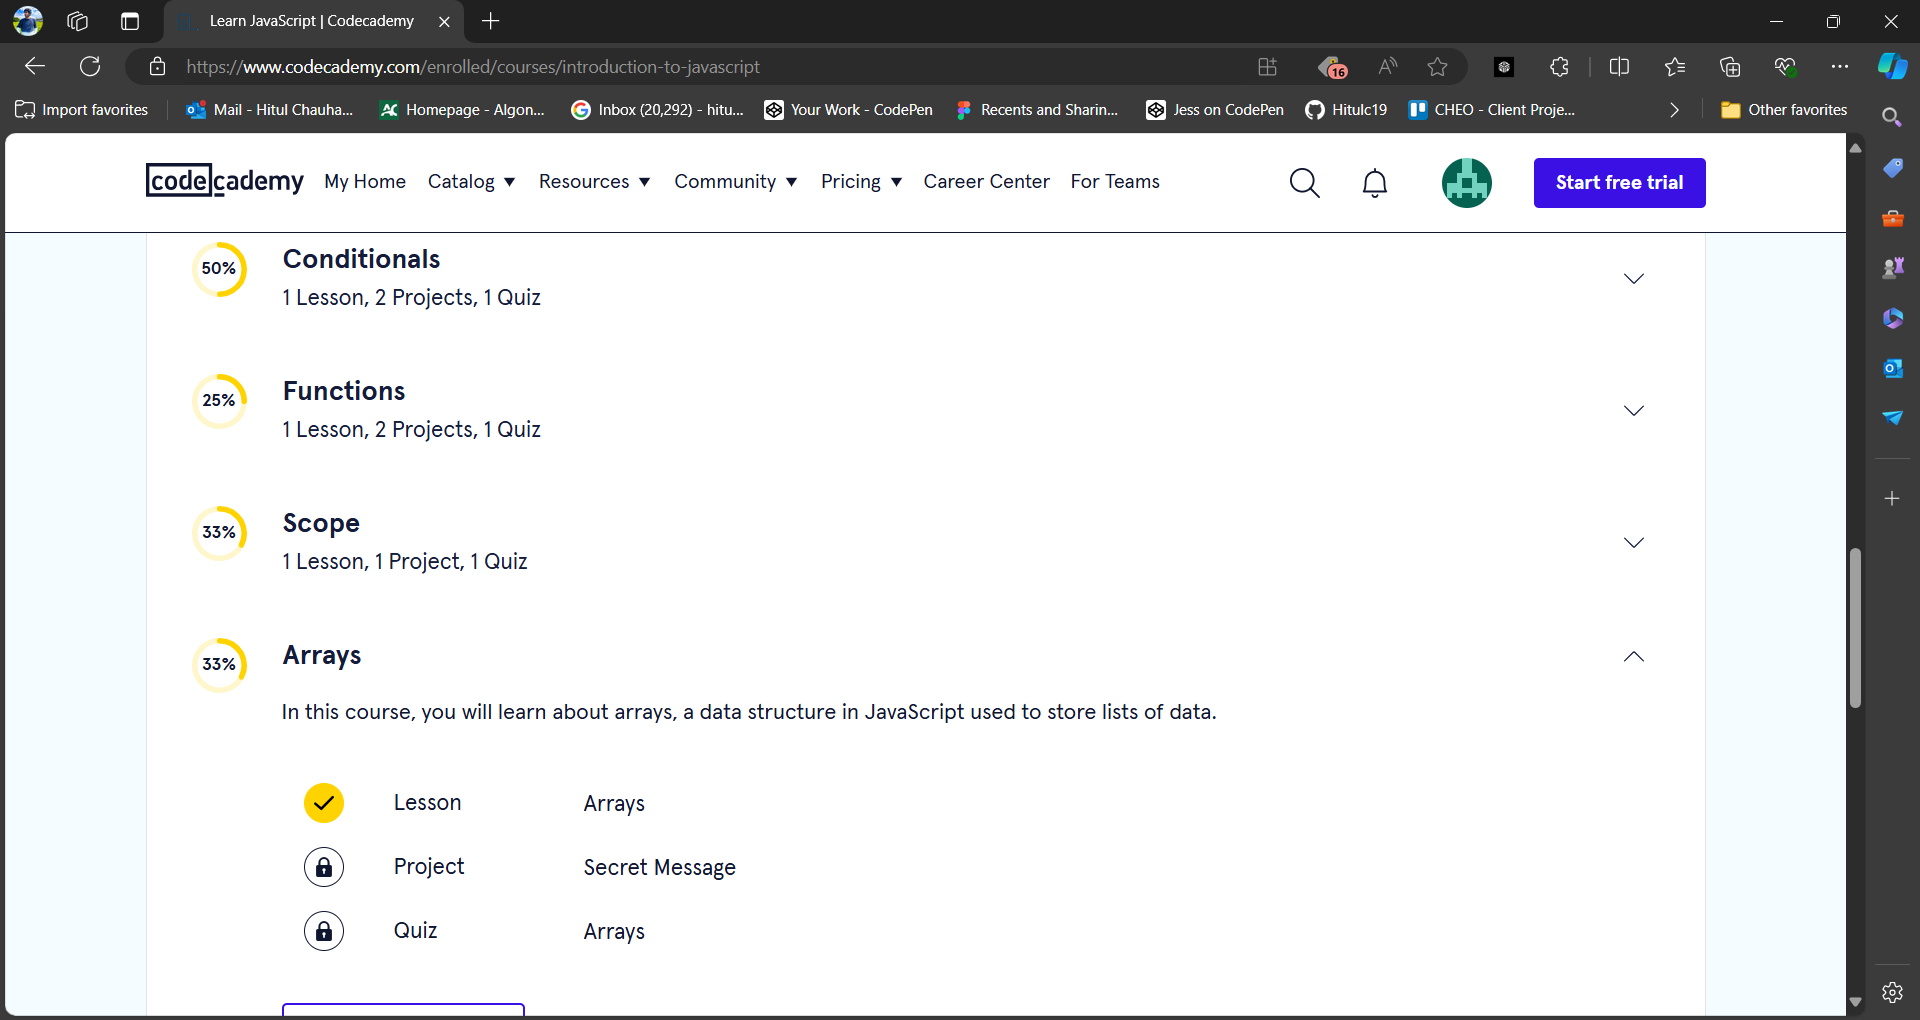 Learn JavaScript | Codecademy
https://www.codecademy.com/enrolled/courses/introduction-to-javascript
16
Import favorites
Mail - Hitul Chauha...
Homepage - Algon...
Inbox (20,292) - hitu...
Your Work - CodePen
Recents and Sharin...
Jess on CodePen
Hitulc19
CHEO - Client Proje...
Other favorites
codecademy
My Home
Catalog
Resources
Community
Pricing
Career Center
For Teams
Start free trial
50%
Conditionals
1 Lesson, 2 Projects, 1 Quiz
25%
Functions
1 Lesson, 2 Projects, 1 Quiz
33%
Scope
1 Lesson, 1 Project, 1 Quiz
33%
Arrays
In this course, you will learn about arrays, a data structure in JavaScript used to store lists of data.
Lesson
Arrays
Project
Secret Message
Quiz
Arrays